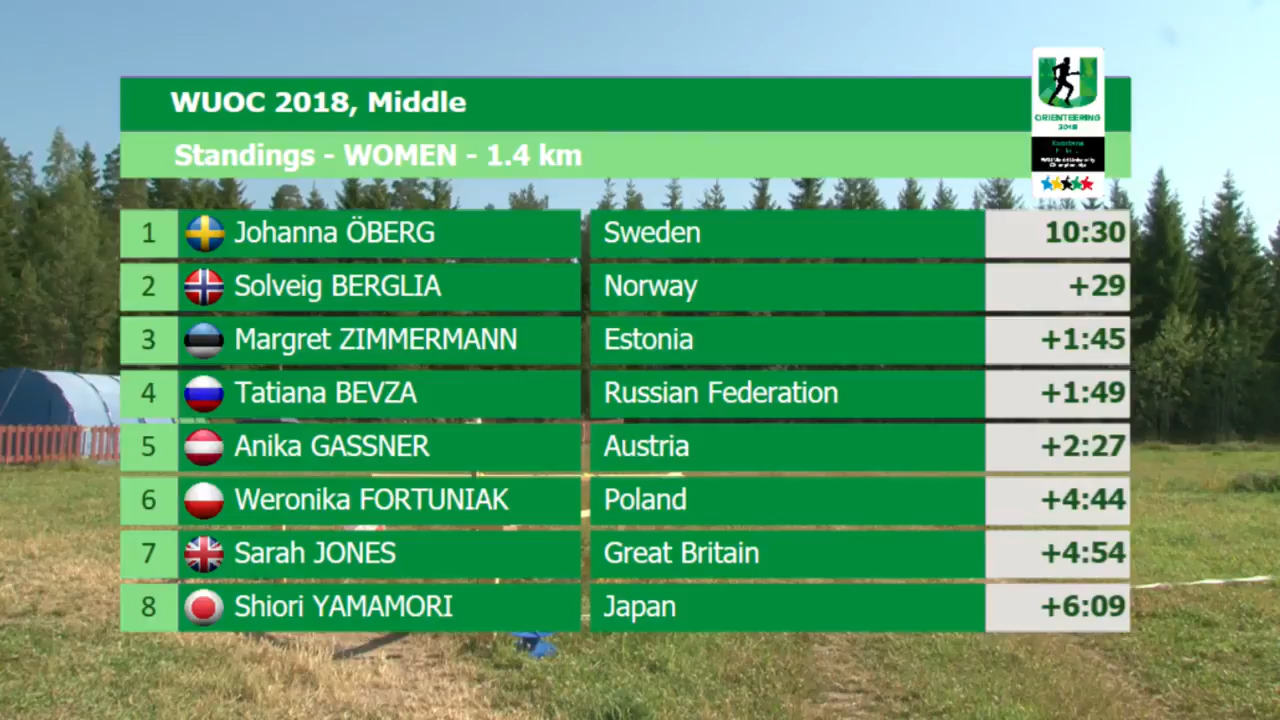 WUOC 2018, Middle
ORIENTEERING
2018
Standings - WOMEN - 1.4 km
1 Johanna ÖBERG Sweden 10:30
2 Solveig BERGLIA Norway +29
3 Margret ZIMMERMANN Estonia +1:45
4 Tatiana BEVZA Russian Federation +1:49
5 Anika GASSNER Austria +2:27
6 Weronika FORTUNIAK Poland +4:44
7 Sarah JONES Great Britain +4:54
8 Shiori YAMAMORI Japan +6:09